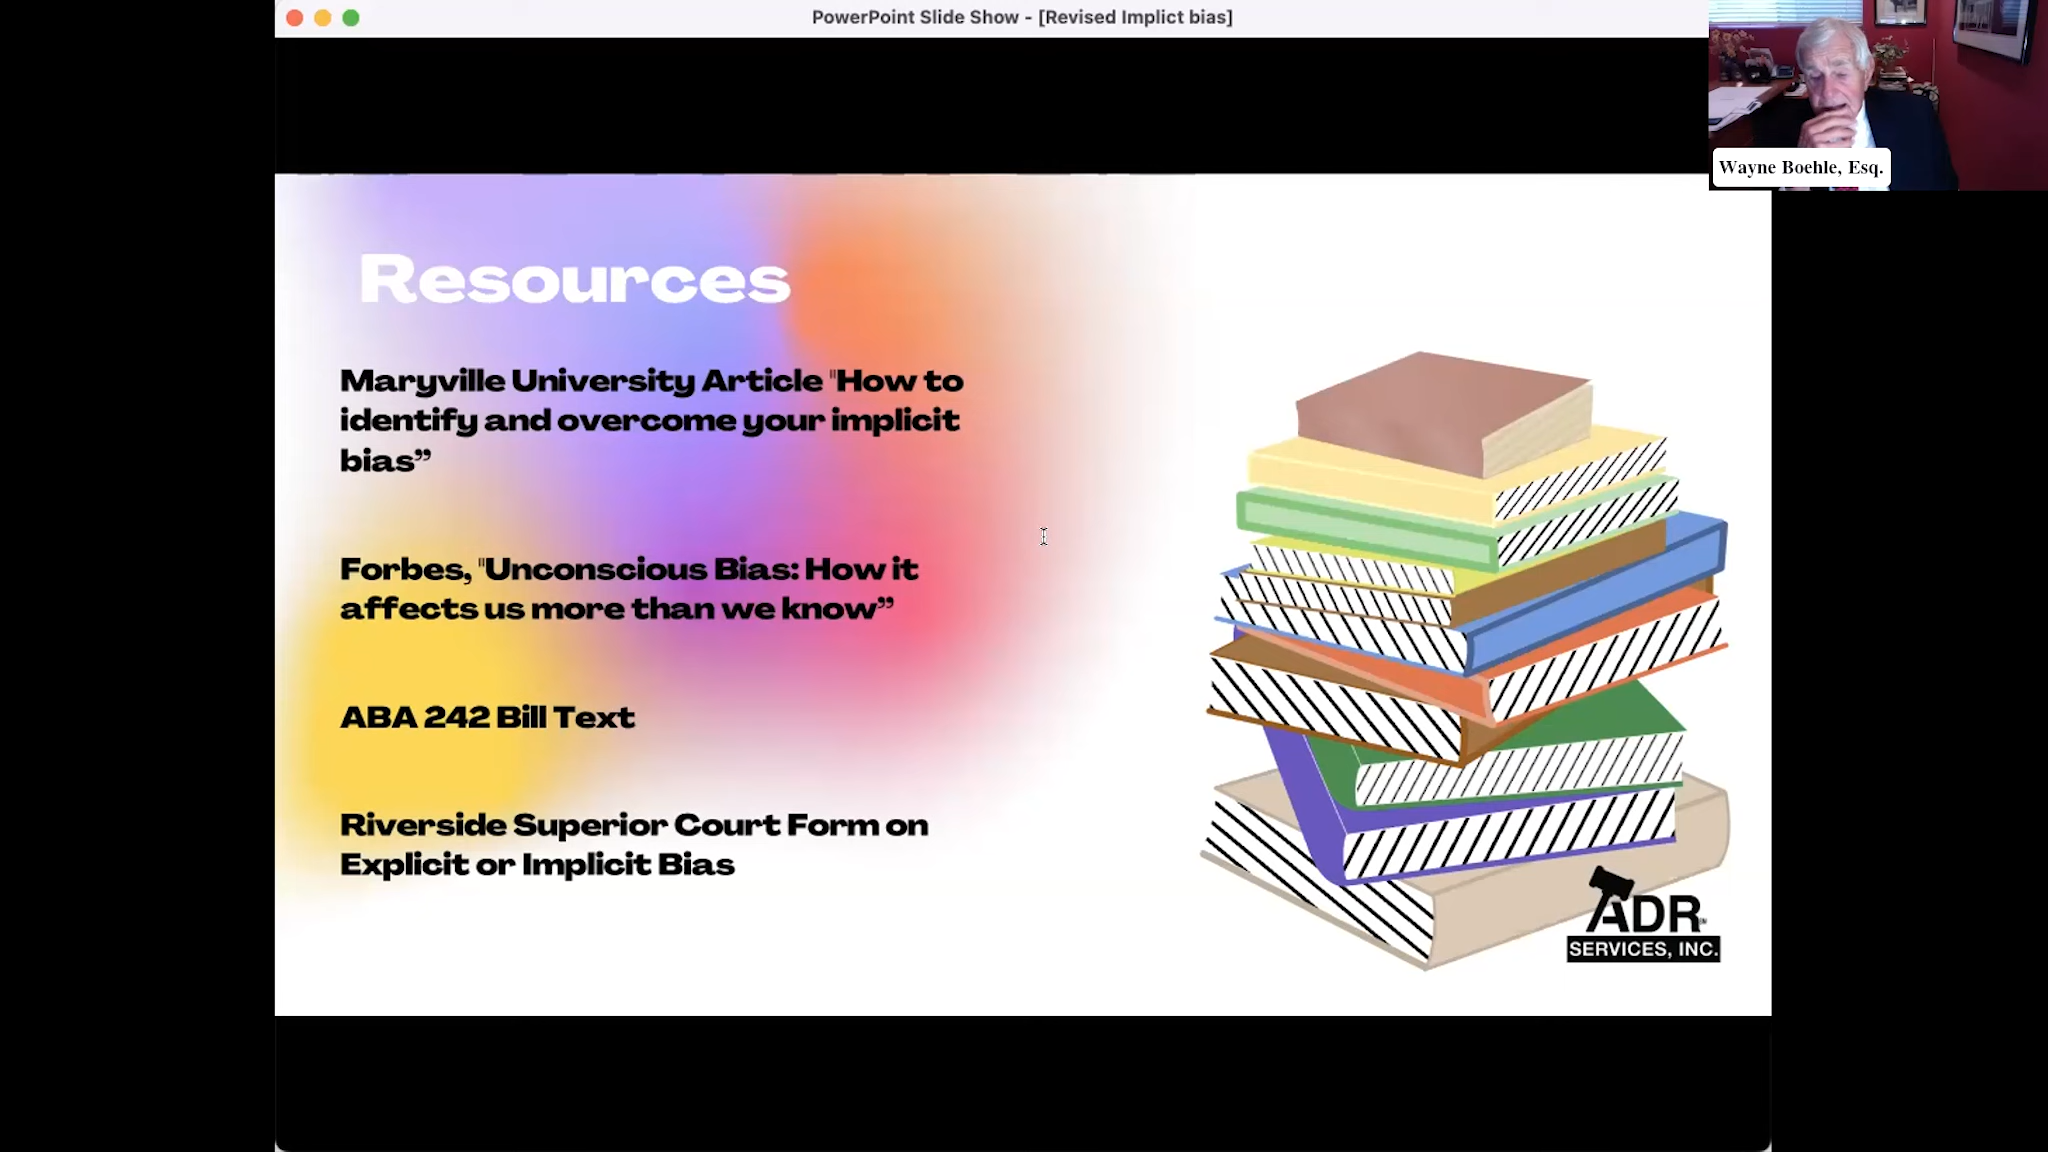 PowerPoint Slide Show - [Revised Implict bias]
Wayne Boehle, Esq.
Resources
Maryville University Article "How to
identify and overcome your implicit
bias”
Forbes, "Unconscious Bias: How it
affects us more than we know”
ABA 242 Bill Text
Riverside Superior Court Form on
Explicit or Implicit Bias
ADR
SERVICES, INC.